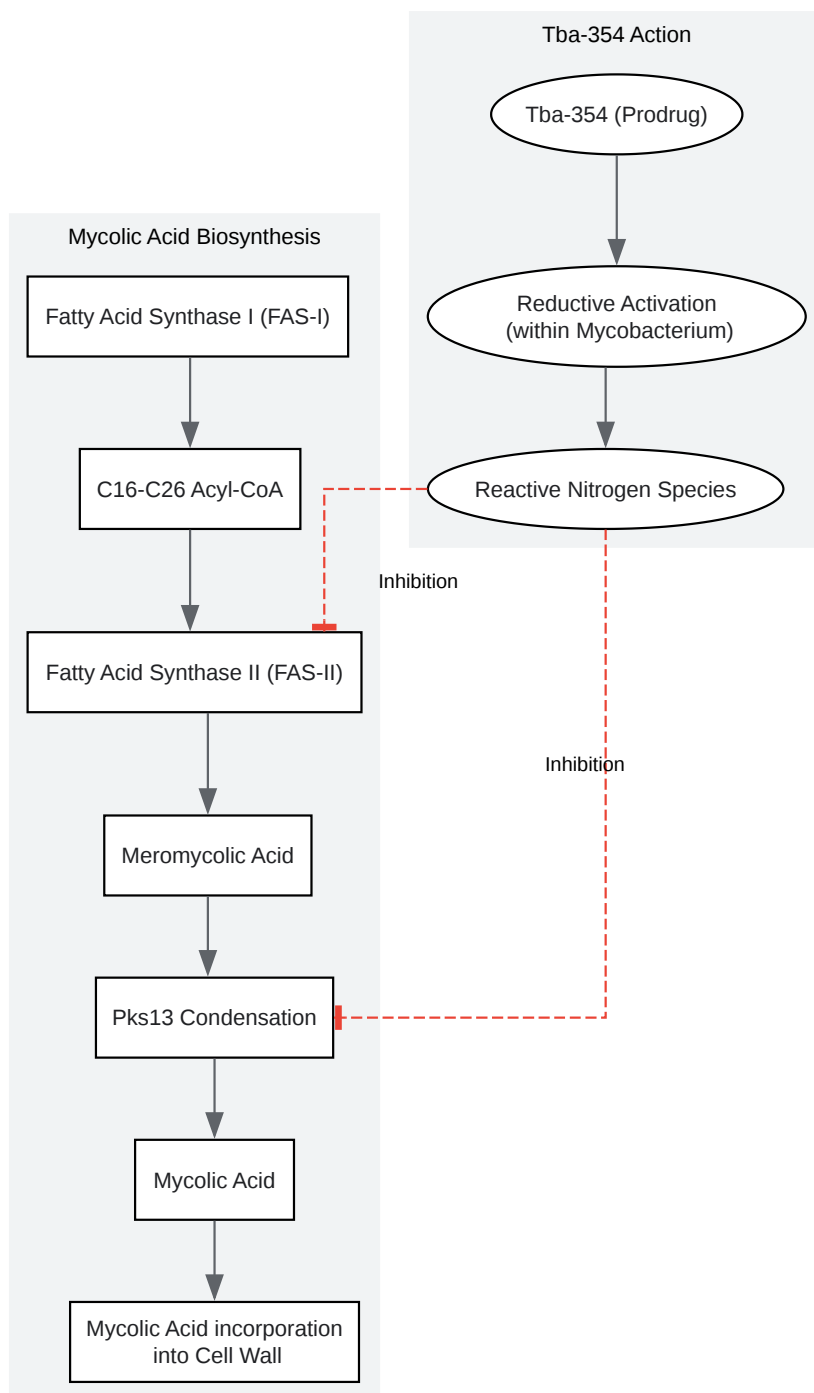 Tba-354 Action
Tba-354 (Prodrug)
Reductive Activation
(within Mycobacterium)
Reactive Nitrogen Species
Inhibition
Inhibition
Mycolic Acid Biosynthesis
Fatty Acid Synthase I (FAS-I)
C16-C26 Acyl-CoA
Fatty Acid Synthase II (FAS-II)
Meromycolic Acid
Pks13 Condensation
Mycolic Acid
Mycolic Acid incorporation
into Cell Wall